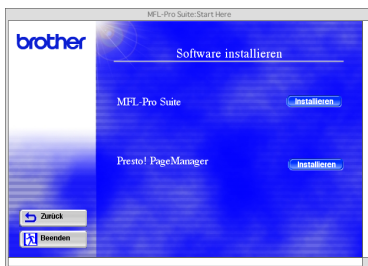 MFL-Pro Suite:Start Here
brother
Software installieren
MFL-Pro Suite
Installieren
Presto! PageManager
Installieren
Zurück
Beenden